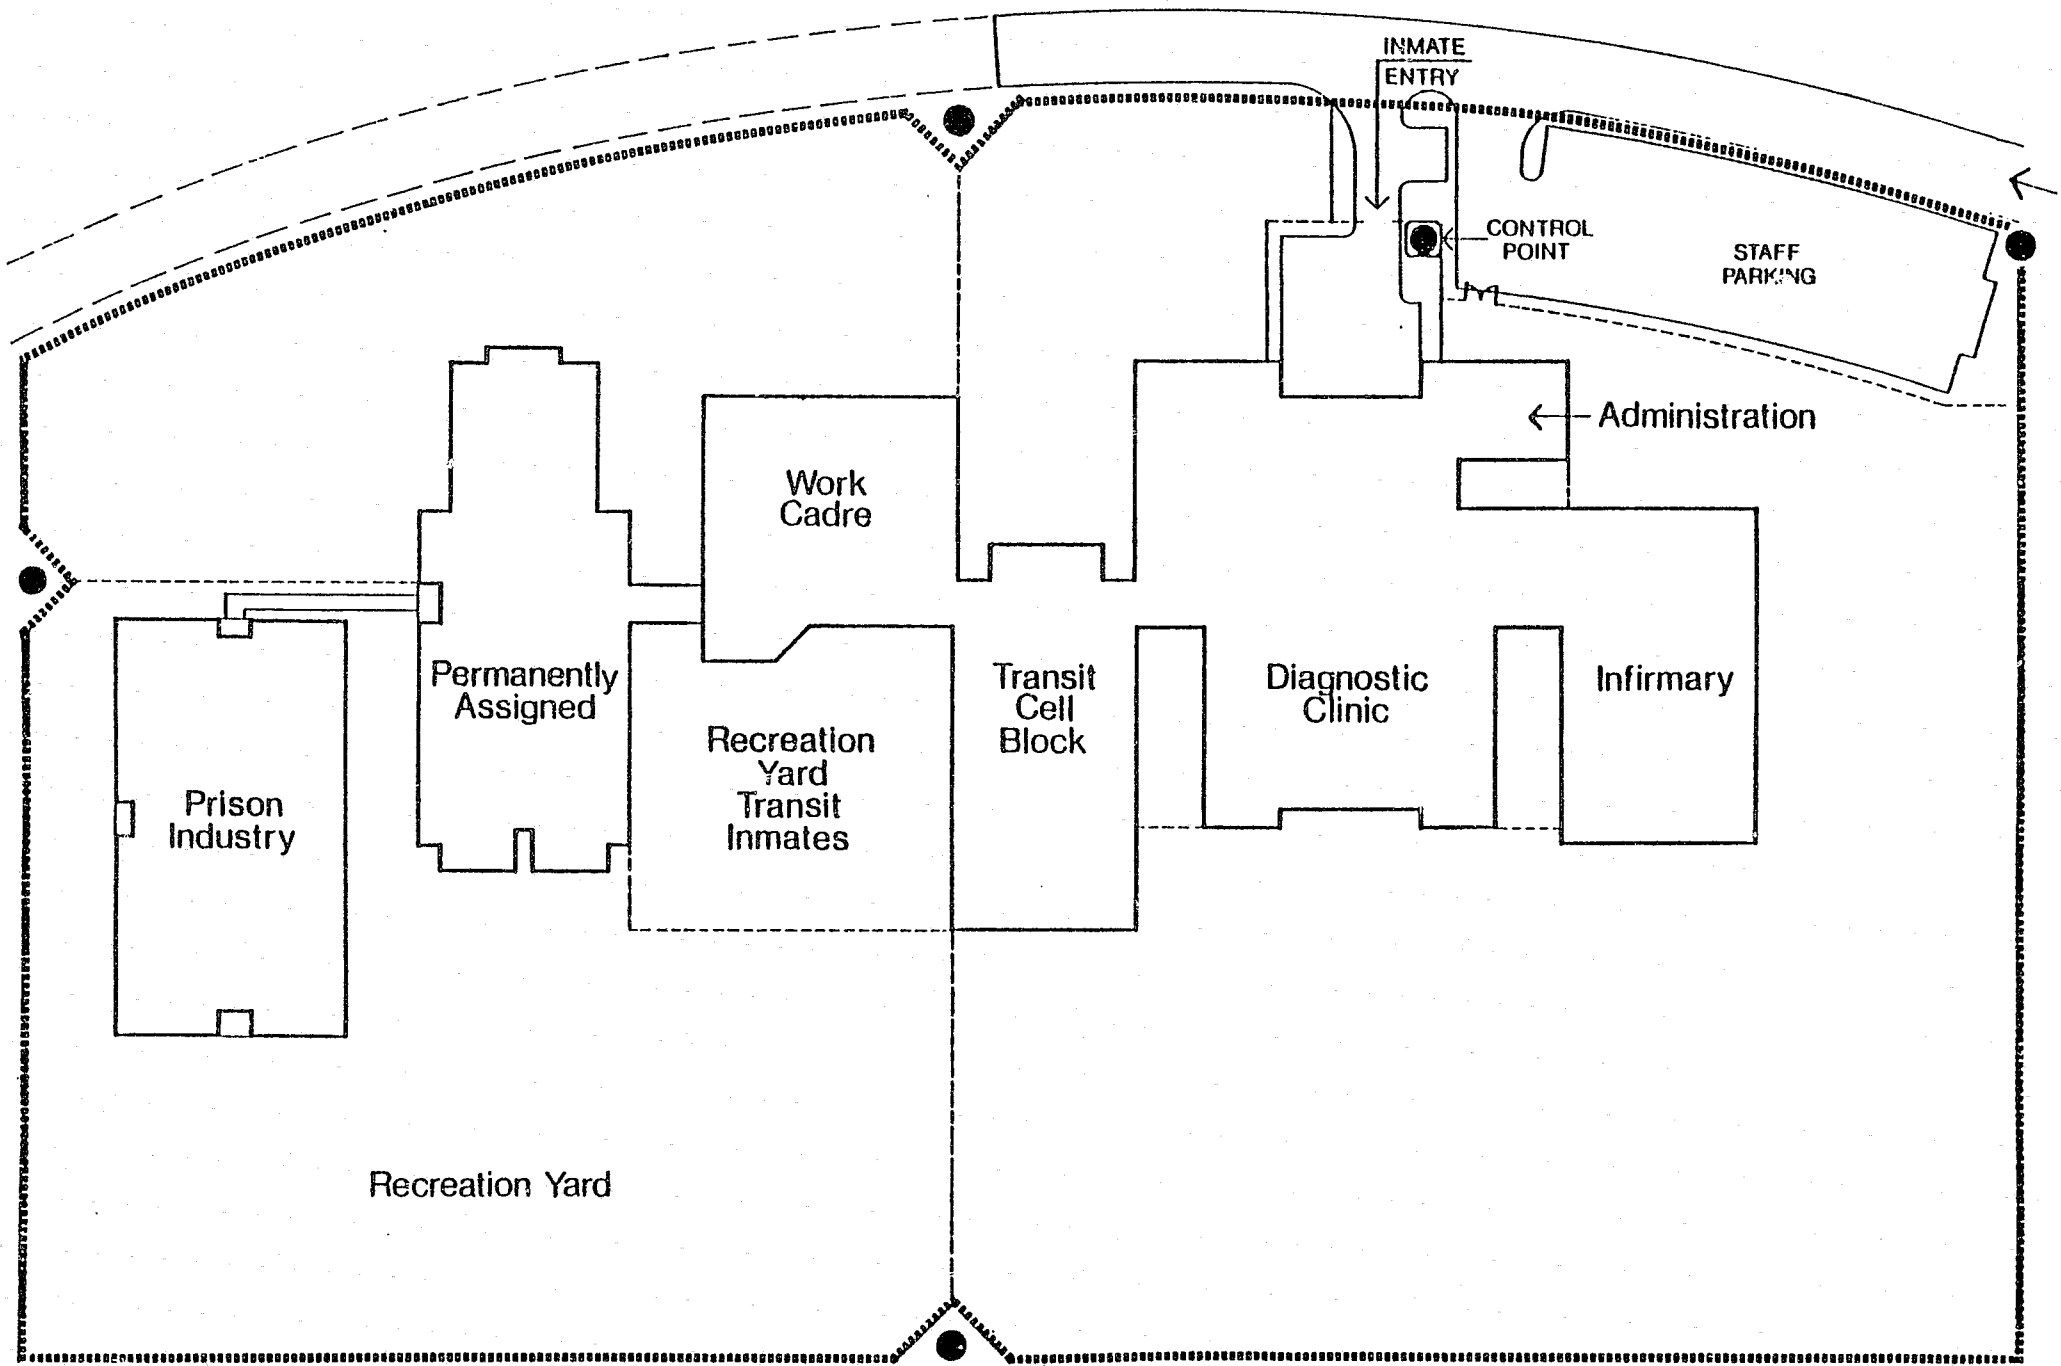 INMATE
ENTRY
CONTROL
POINT
STAFF
PARKING
Administration
Work
Cadre
Permanently
Assigned
Transit
Cell
Block
Diagnostic
Clinic
Infirmary
Recreation
Yard
Transit
Inmates
Prison
Industry
Recreation Yard